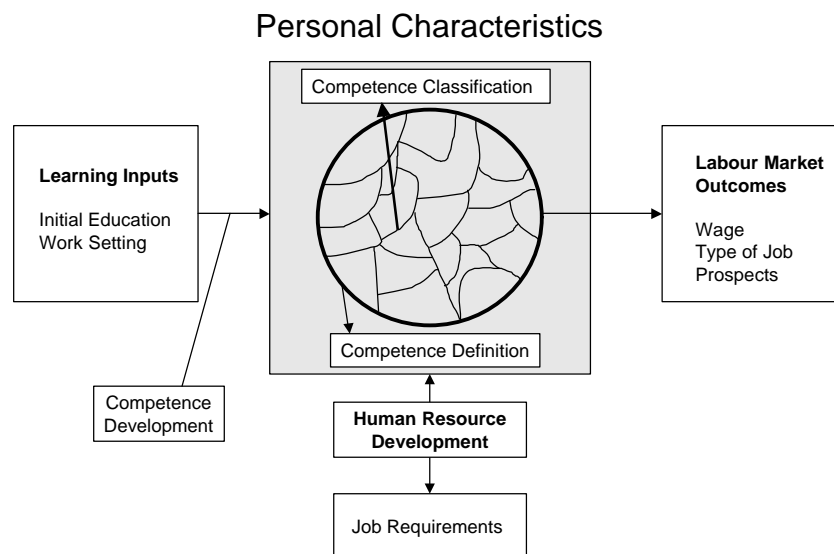 Personal Characteristics
Competence Classification
Learning Inputs
Initial Education
Work Setting
Labour Market
Outcomes
Wage
Type of Job
Prospects
Competence Definition
Competence
Development
Human Resource
Development
Job Requirements